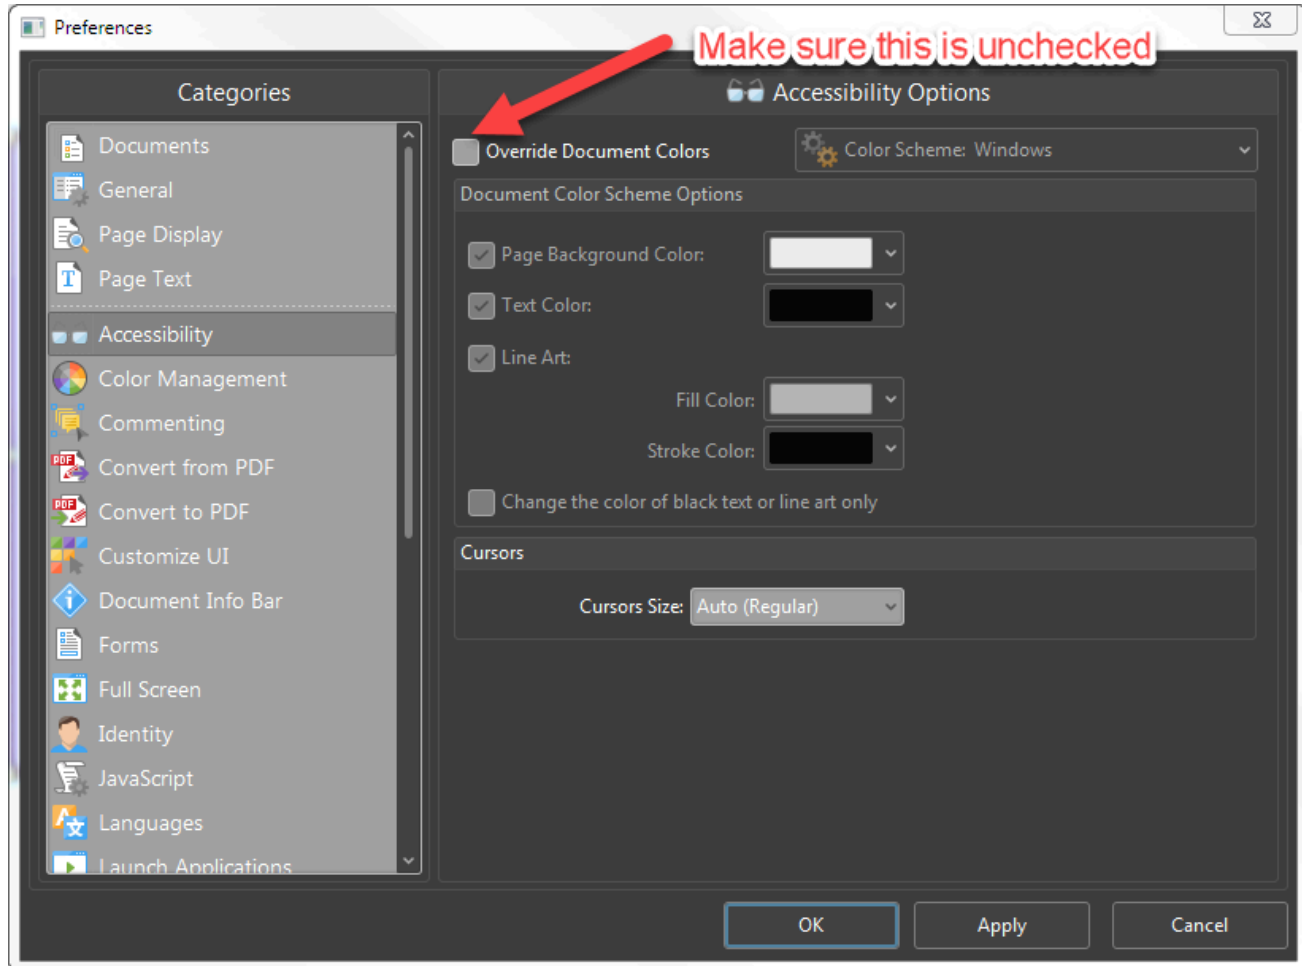 Preferences
Make sure this is unchecked
Categories
Documents
General
Page Display
Page Text
Accessibility
Color Management
Commenting
Convert from PDF
Convert to PDF
Customize UI
Document Info Bar
Forms
Full Screen
Identity
JavaScript
Languages
Launch Applications
Accessibility Options
Override Document Colors
Color Scheme: Windows
Document Color Scheme Options
Page Background Color:
Text Color:
Line Art:
Fill Color:
Stroke Color:
Change the color of black text or line art only
Cursors
Cursors Size: Auto (Regular)
OK
Apply
Cancel